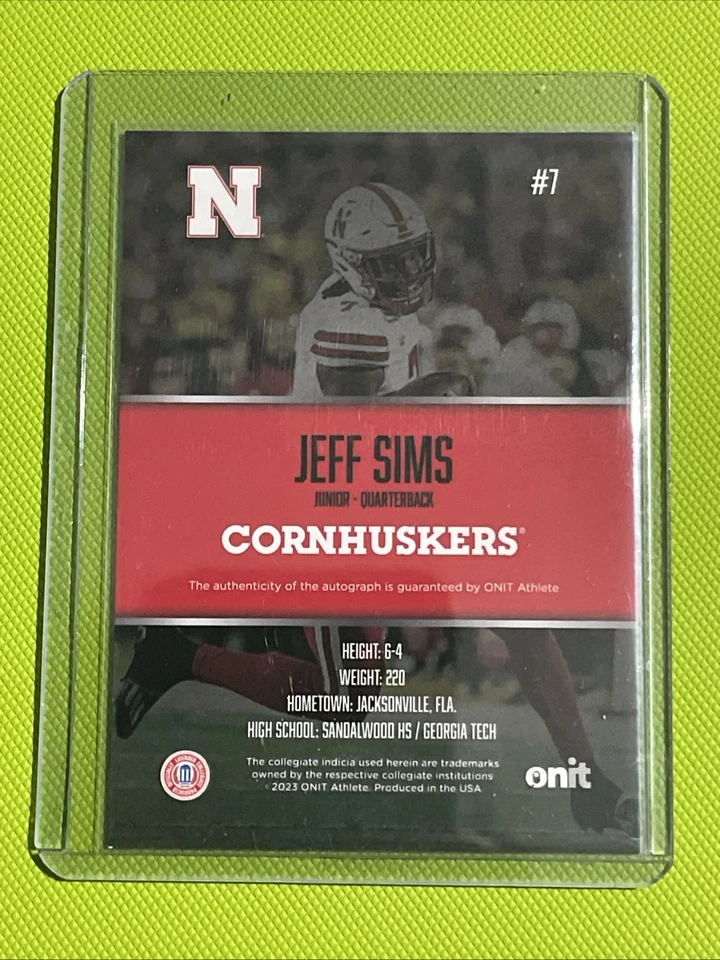 N
#7
N
7
JEFF SIMS
JUNIOR - QUARTERBACK
CORNHUSKERS®
The authenticity of the autograph is guaranteed by ONIT Athlete
HEIGHT: 6-4
WEIGHT: 220
HOMETOWN: JACKSONVILLE, FLA.
HIGH SCHOOL: SANDALWOOD HS / GEORGIA TECH
The collegiate indicia used herein are trademarks
owned by the respective collegiate institutions
©2023 ONIT Athlete. Produced in the USA
onit